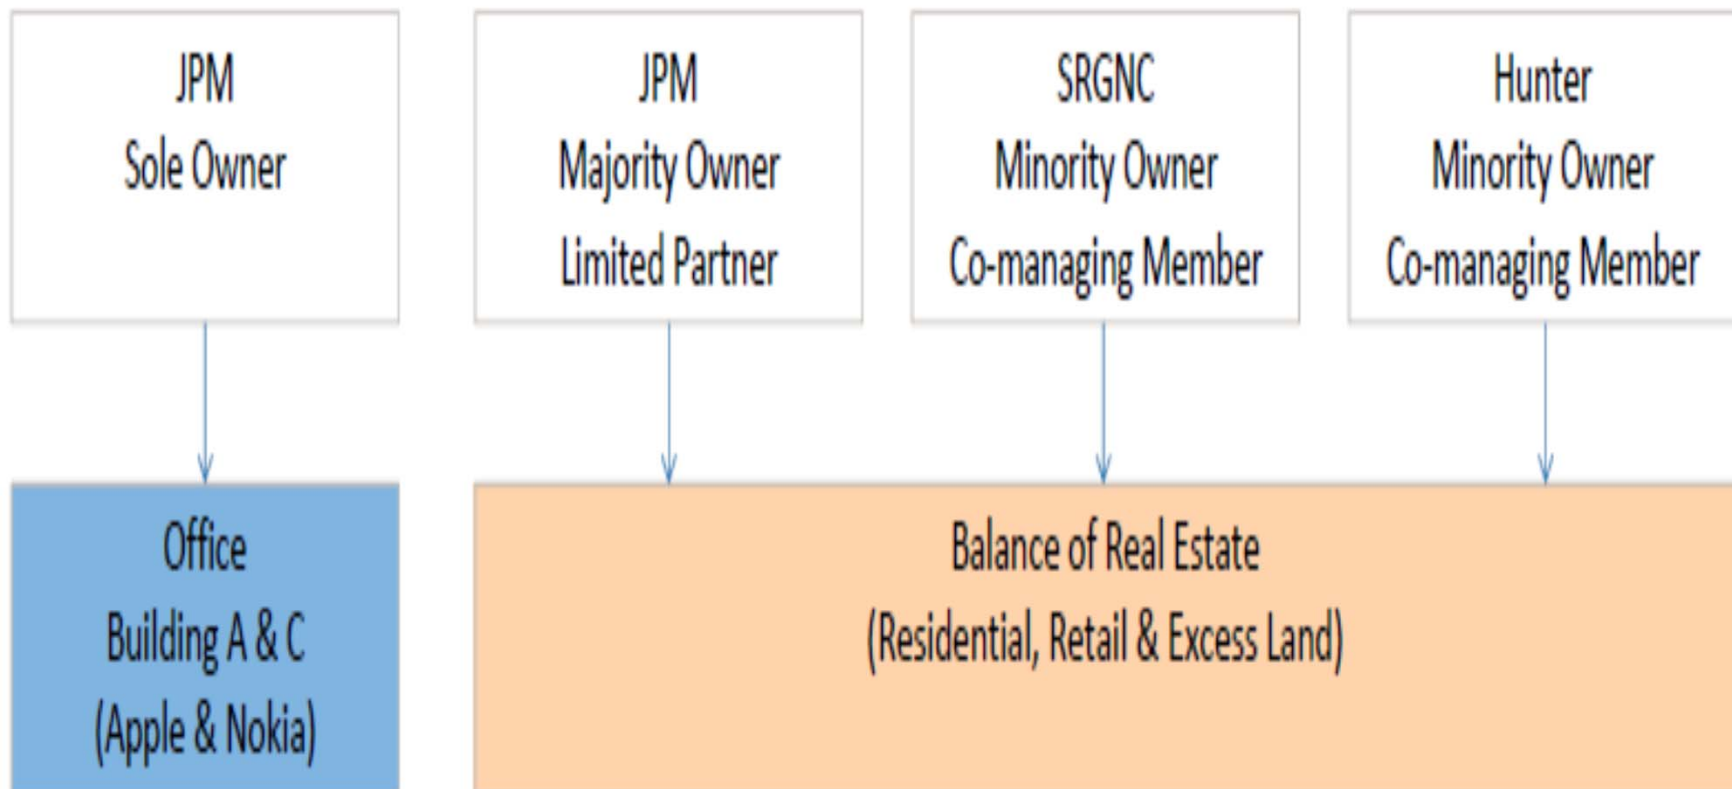 JPM
Sole Owner
JPM
Majority Owner
Limited Partner
SRGNC
Minority Owner
Co-managing Member
Hunter
Minority Owner
Co-managing Member
Office
Building A & C
(Apple & Nokia)
Balance of Real Estate
(Residential, Retail & Excess Land)